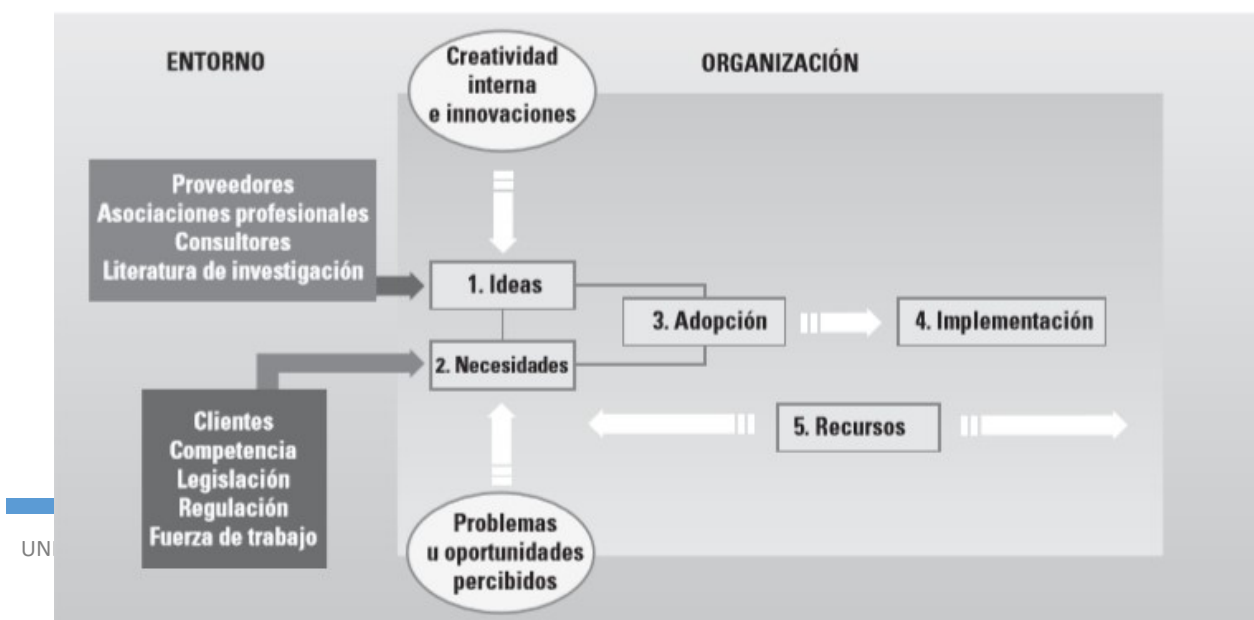 ENTORNO
Creatividad
interna
e innovaciones
ORGANIZACIÓN
Proveedores
Asociaciones profesionales
Consultores
Literatura de investigación
1. Ideas
3. Adopción
4. Implementación
2. Necesidades
Clientes
Competencia
Legislación
Regulación
Fuerza de trabajo
5. Recursos
Problemas
u oportunidades
percibidos